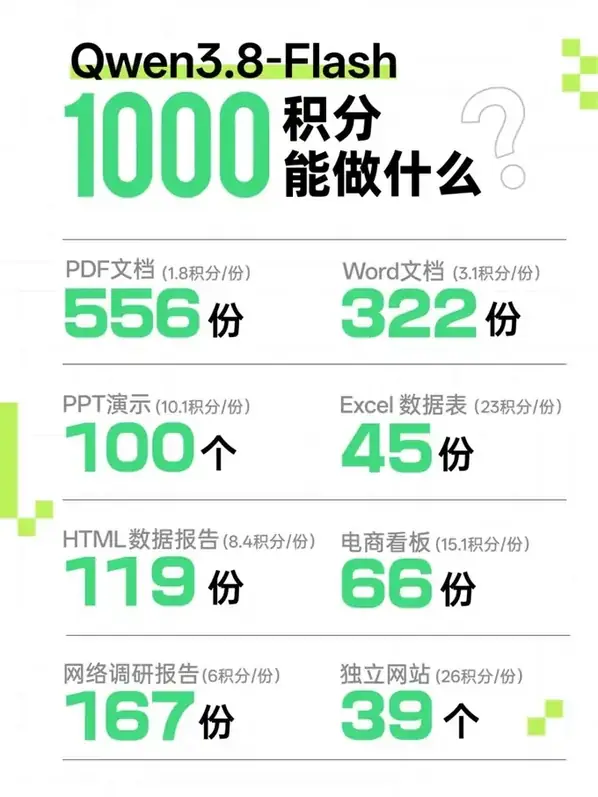 Qwen3.8-Flash
1000积分
能做什么?
PDF文档 (1.8积分/份)
556份
Word文档 (3.1积分/份)
322份
PPT演示 (10.1积分/份)
100个
Excel 数据表 (23积分/份)
45份
HTML数据报告 (8.4积分/份)
119份
电商看板 (15.1积分/份)
66份
网络调研报告 (6积分/份)
167份
独立网站 (26积分/份)
39个